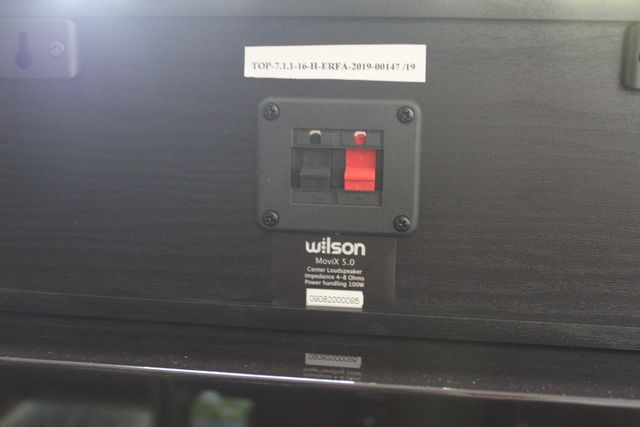 TOP-7.1.1-16-H-ERFA-2019-00147 /19
wilson
MoviX 5.0
Center Loudspeaker
Impedance 4-8 Ohms
Power handling 100W
09082000095